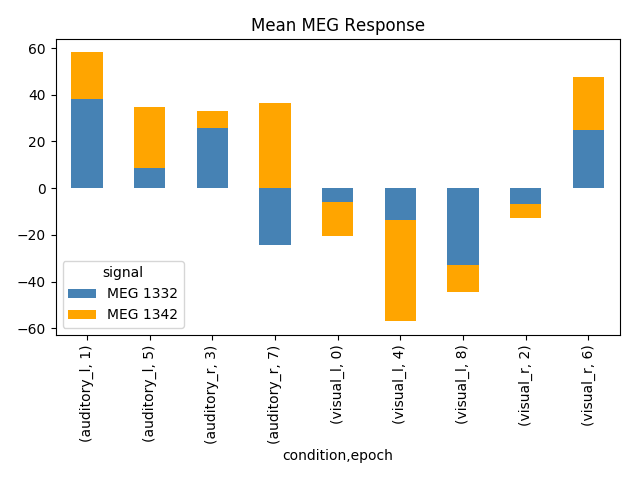 Mean MEG Response
60
40
20
0
−20
−40
−60
signal
MEG 1332
MEG 1342
(auditory_l, 1)
(auditory_l, 5)
(auditory_r, 3)
(auditory_r, 7)
(visual_l, 0)
(visual_l, 4)
(visual_l, 8)
(visual_r, 2)
(visual_r, 6)
condition,epoch